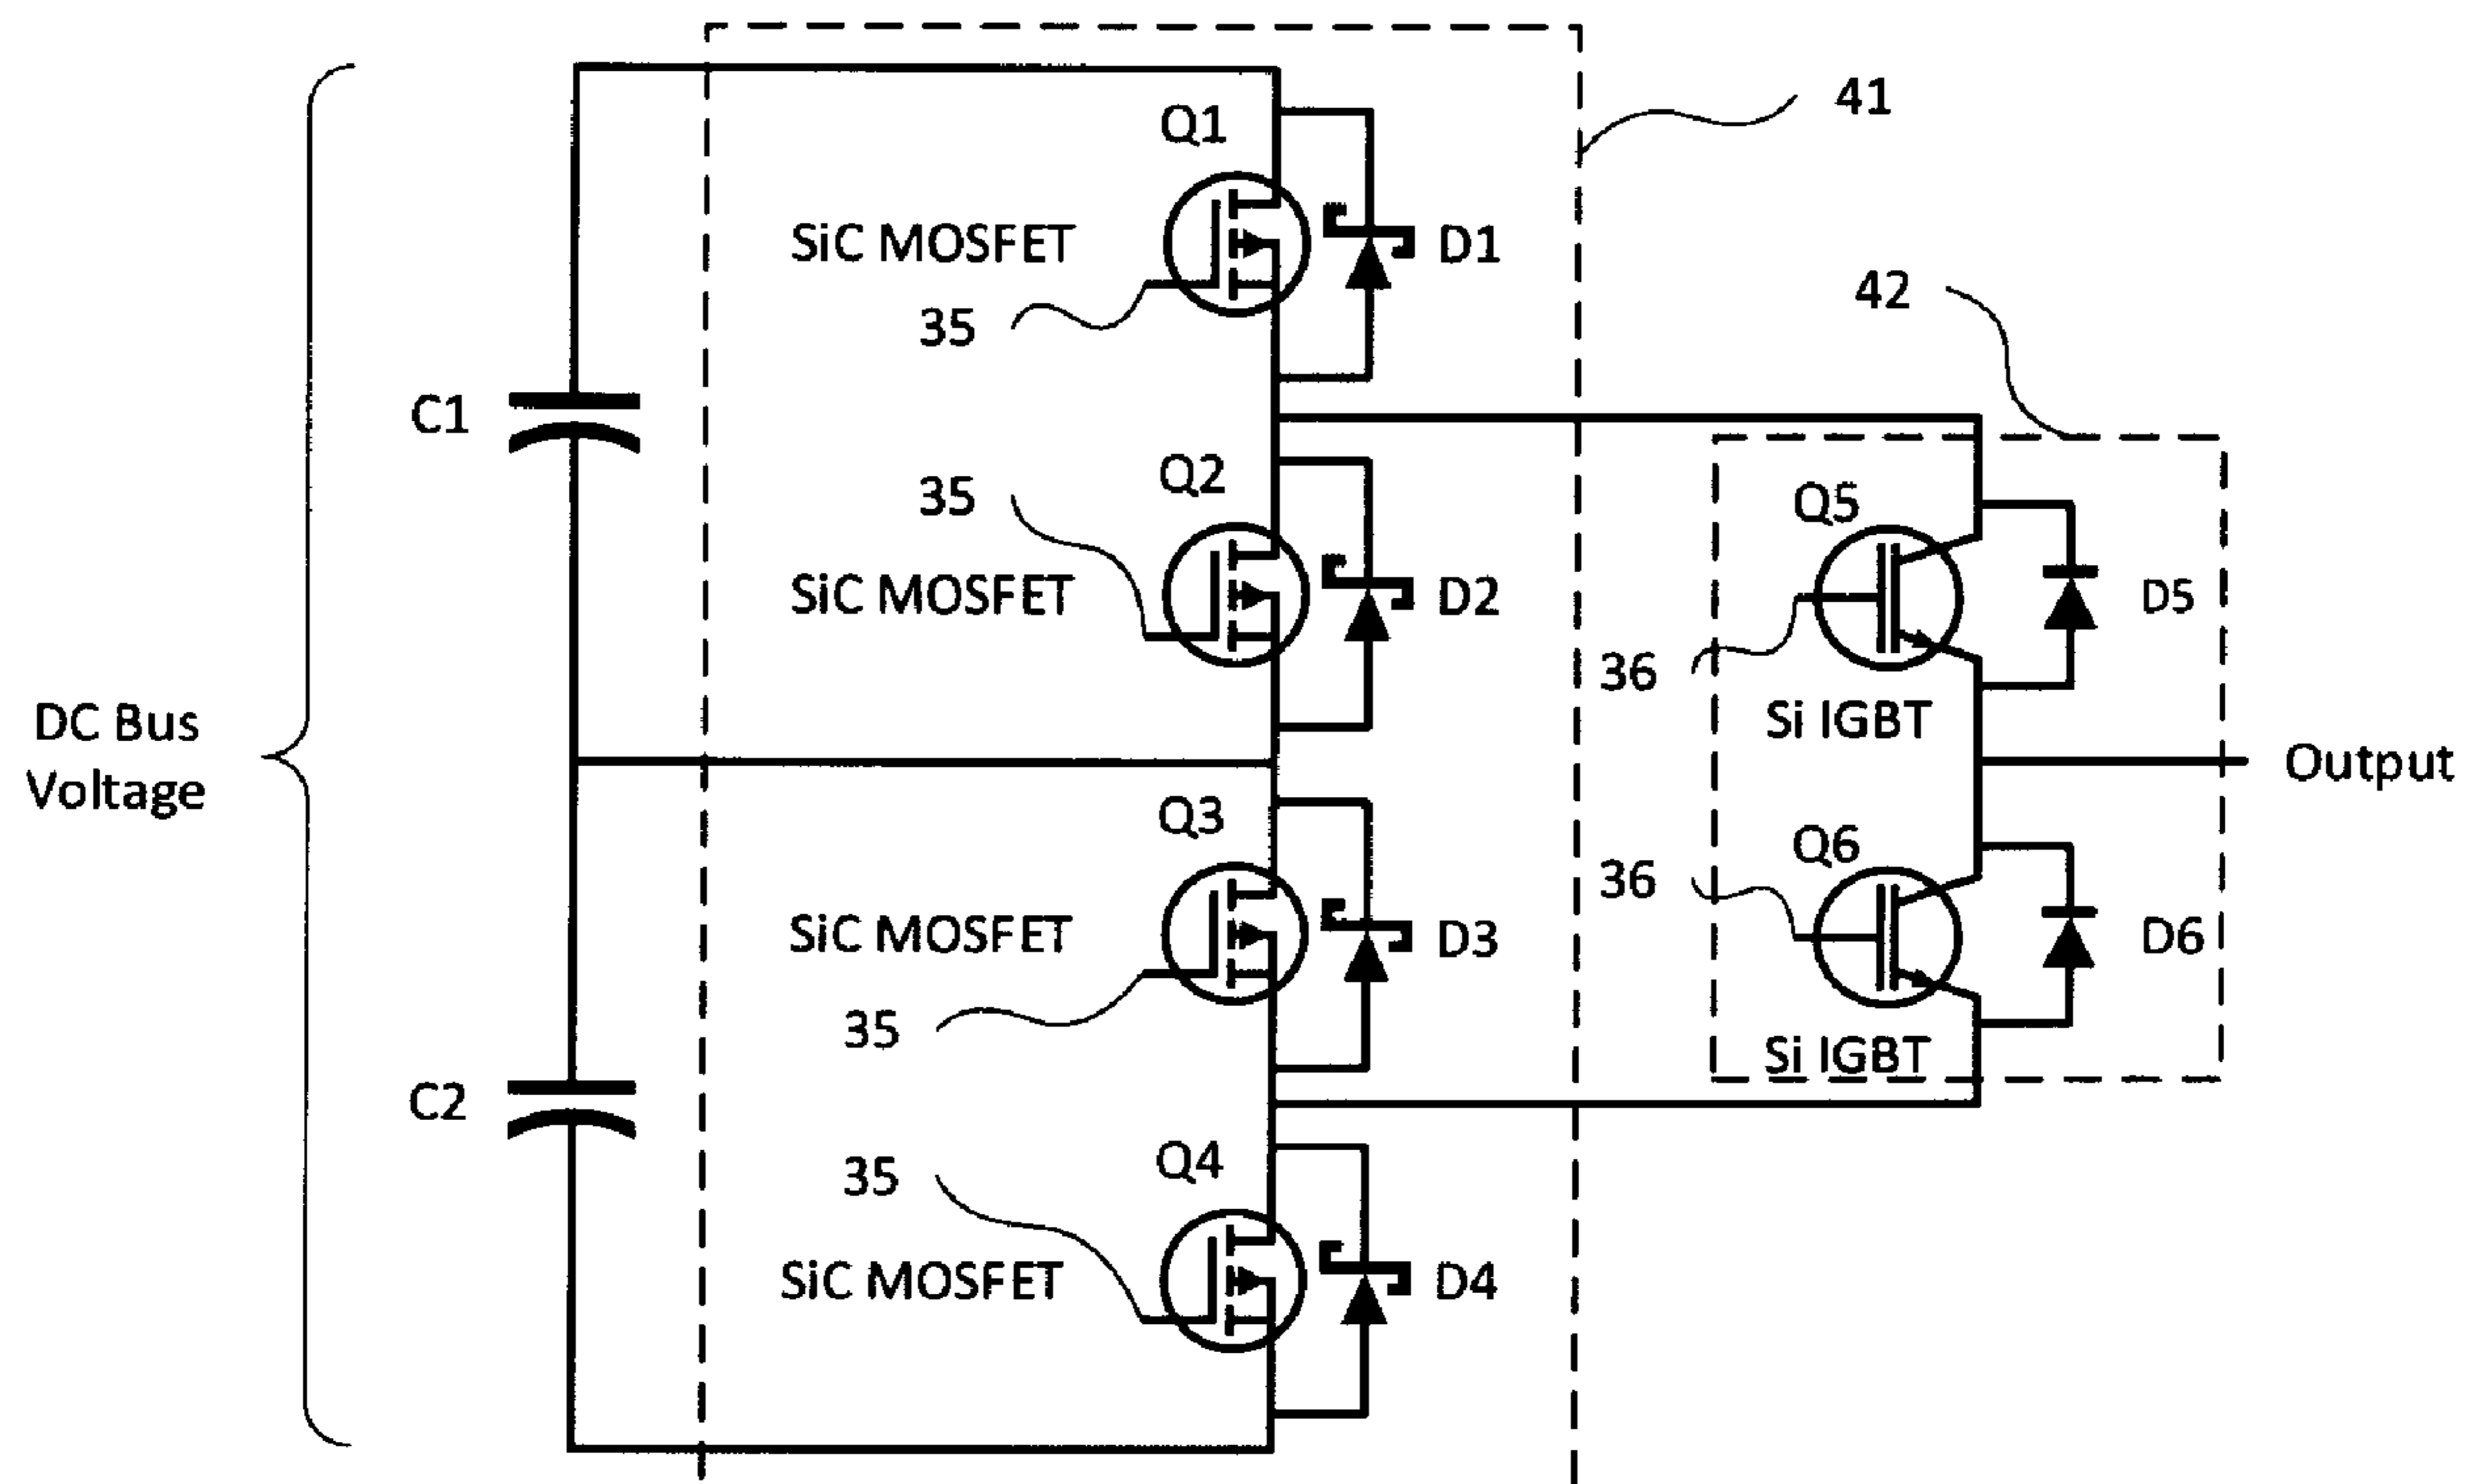 41
Q1
SiC MOSFET
D1
35
42
C1
Q2
35
SiC MOSFET
D2
Q5
D5
36
Si IGBT
DC Bus
Voltage
Output
Q3
SiC MOSFET
D3
35
Q6
36
D6
Si IGBT
C2
Q4
35
SiC MOSFET
D4